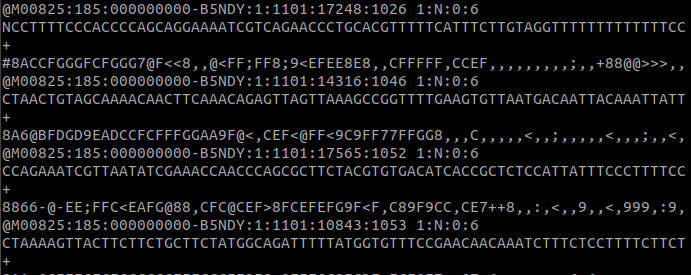 @M00825:185:000000000-B5NDY:1:1101:17248:1026 1:N:0:6
NCCTTTTCCCACCCCAGCAGGAAAATCGTCAGAACCCTGCACGTTTTTCATTTCTTGTAGGTTTTTTTTTTTTTTCC
+
#8ACCFGGGFCFGGG7@F<<8,,@<FF;FF8;9<EFEE8E8,,CFFFFF,CCEF,,,,,,,,,;,,+88@@>>>,,
@M00825:185:000000000-B5NDY:1:1101:14316:1046 1:N:0:6
CTAACTGTAGCAAAACAACTTCAAACAGAGTTAGTTAAAGCCGGTTTTGAAGTGTTAATGACAATTACAAATTATT
+
8A6@BFDGD9EADCCFCFFFGGAA9F@<,CEF<@FF<9C9FF77FFGG8,,,C,,,,,<,,;,,,,,<,,,;,,<,
@M00825:185:000000000-B5NDY:1:1101:17565:1052 1:N:0:6
CCAGAAATCGTTAATATCGAAACCAACCCAGCGCTTCTACGTGTGACATCACCGCTCTCCATTATTTCCCTTTTCC
+
8866-@-EE;FFC<EAFG@88,CFC@CEF>8FCEFEFG9F<F,C89F9CC,CE7++8,,:,<,,9,,<,999,:9,
@M00825:185:000000000-B5NDY:1:1101:10843:1053 1:N:0:6
CTAAAAGTTACTTCTTCTGCTTCTATGGCAGATTTTTATGGTGTTTCCGAACAACAAATCTTTCTCCTTTTCTTCT
+